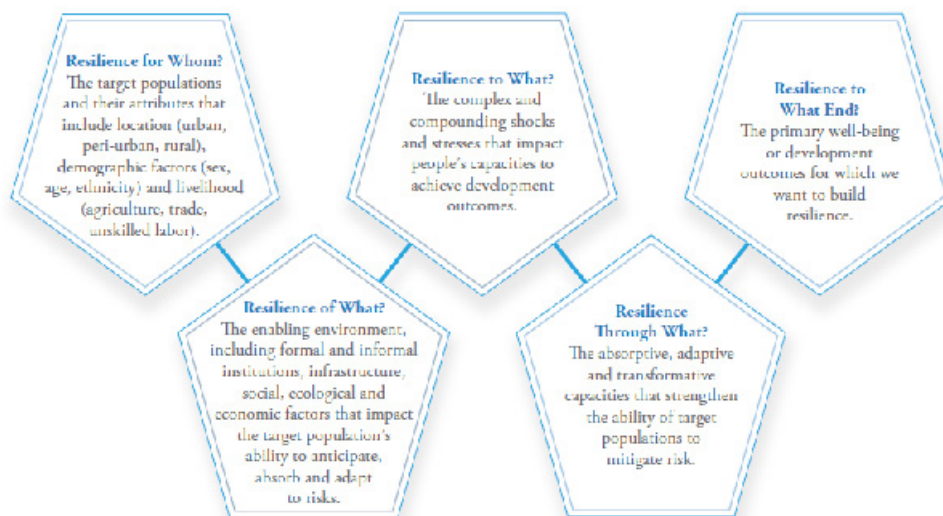 Resilience for Whom?
The target populations
and their attributes that
include location (urban,
peri-urban, rural),
demographic factors (sex,
age, ethnicity) and livelihood
(agriculture, trade,
unskilled labor).
Resilience of What?
The enabling environment,
including formal and informal
institutions, infrastructure,
social, ecological and
economic factors that impact
the target population's
ability to anticipate,
absorb and adapt
to risks.
Resilience to What?
The complex and
compounding shocks
and stresses that impact
people's capacities to
achieve development
outcomes.
Resilience
Through What?
The absorptive, adaptive
and transformative
capacities that strengthen
the ability of target
populations to
mitigate risk.
Resilience to
What End?
The primary well-being
or development
outcomes for which we
want to build
resilience.